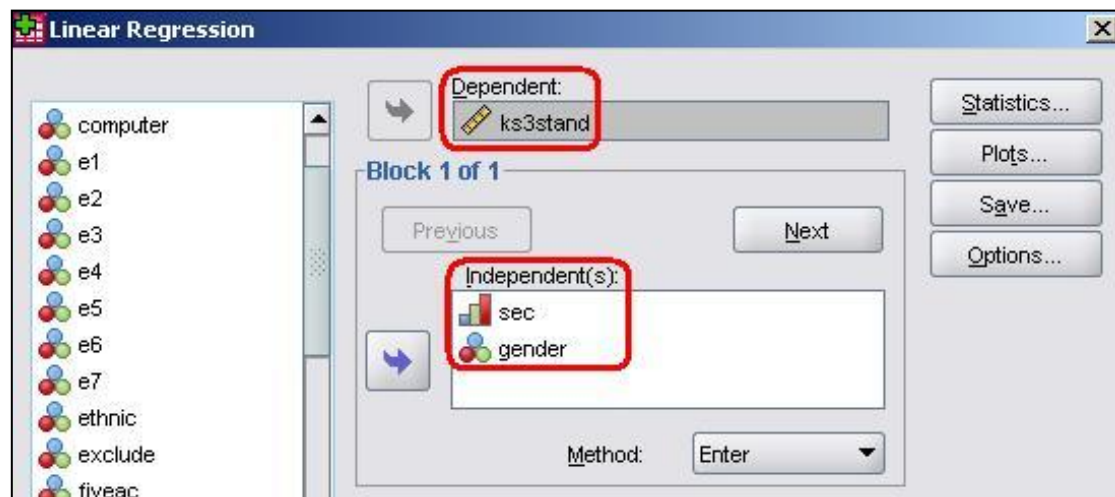 Linear Regression
computer
e1
e2
e3
e4
e5
e6
e7
ethnic
exclude
fiveac
Dependent:
ks3stand
Block 1 of 1
Previous
Next
Independent(s):
sec
gender
Method:
Enter
Statistics...
Plots...
Save...
Options...